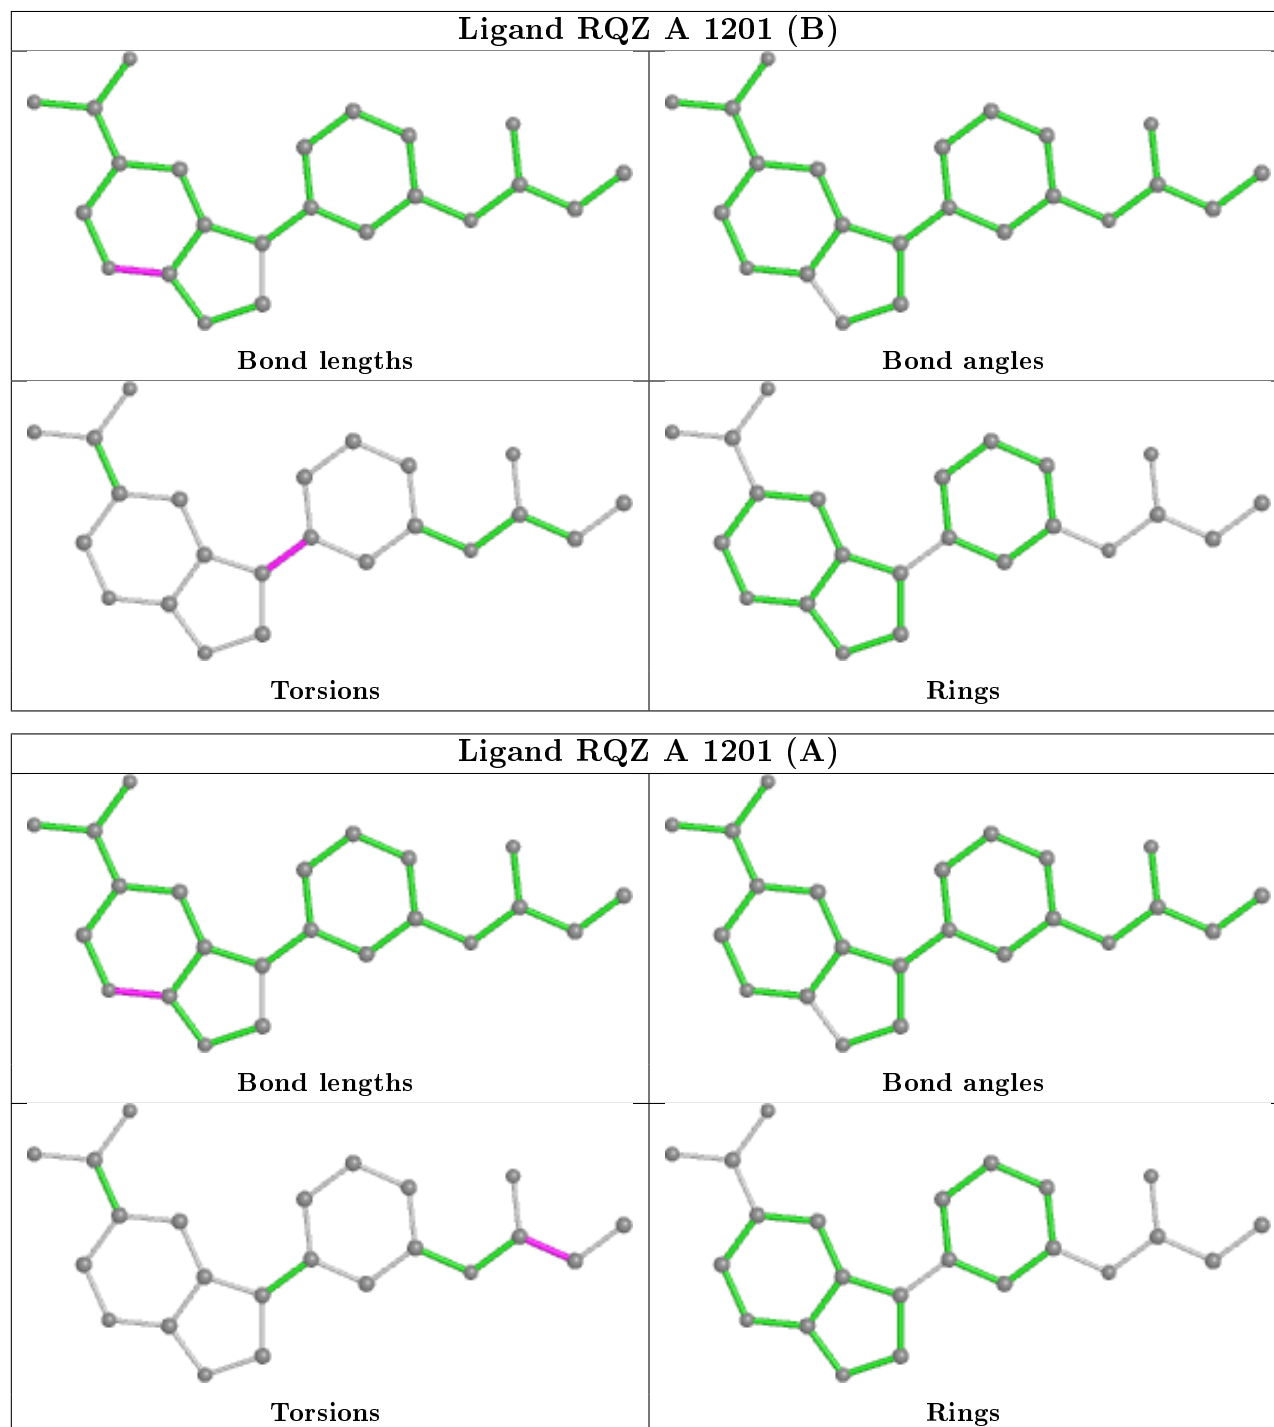 Ligand RQZ A 1201 (B)
Bond lengths
Bond angles
Torsions
Rings
Ligand RQZ A 1201 (A)
Bond lengths
Bond angles
Torsions
Rings